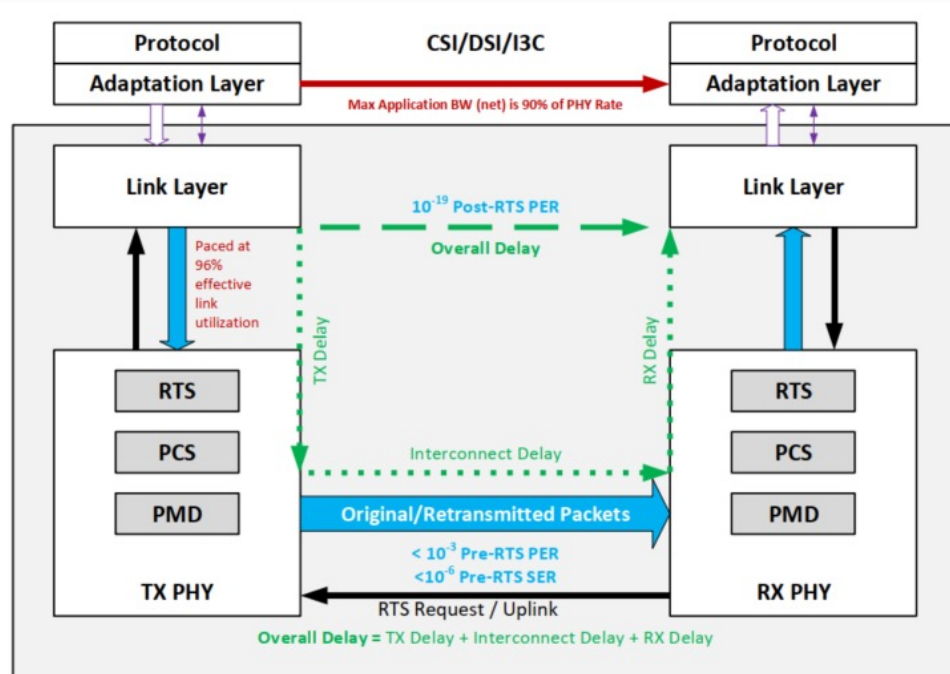 Protocol
CSI/DSI/I3C
Protocol
Adaptation Layer
Adaptation Layer
Max Application BW (net) is 90% of PHY Rate
Link Layer
Link Layer
10⁻¹⁹ Post-RTS PER
Overall Delay
Paced at
96%
effective
link
utilization
TX Delay
RX Delay
RTS
RTS
PCS
Interconnect Delay
PCS
PMD
Original/Retransmitted Packets
PMD
< 10⁻³ Pre-RTS PER
<10⁻⁶ Pre-RTS SER
TX PHY
RX PHY
RTS Request / Uplink
Overall Delay = TX Delay + Interconnect Delay + RX Delay